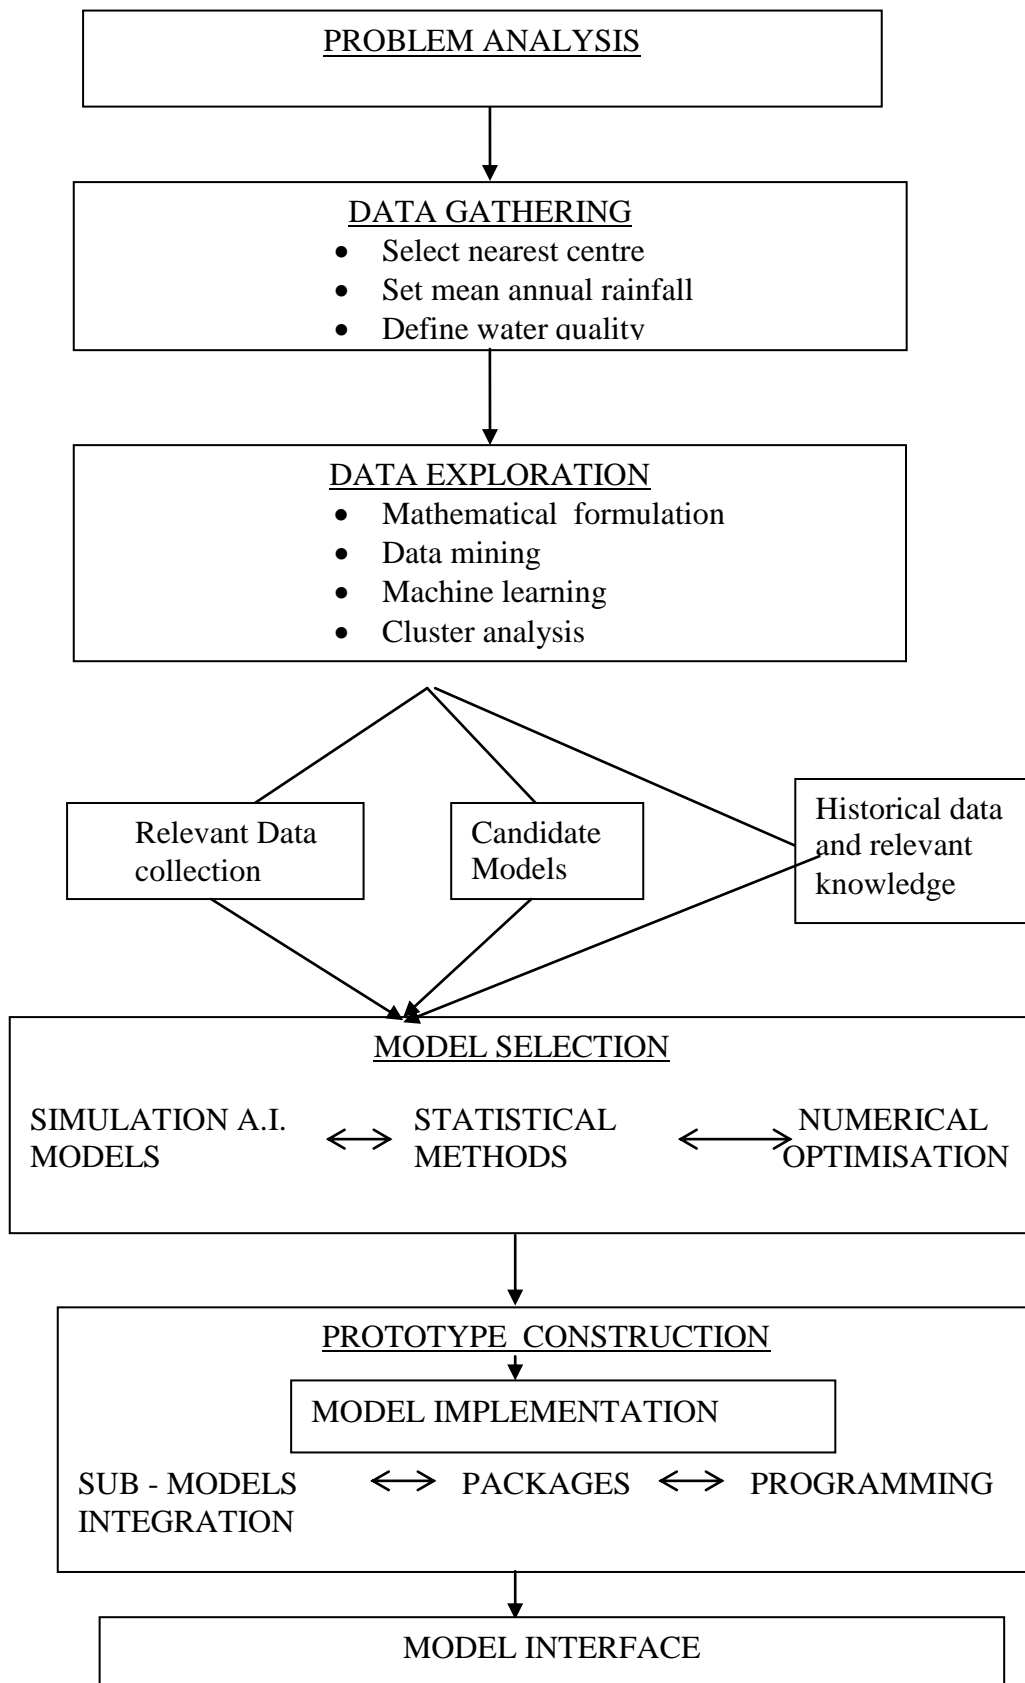 PROBLEM ANALYSIS
DATA GATHERING
• Select nearest centre
• Set mean annual rainfall
• Define water quality
DATA EXPLORATION
• Mathematical formulation
• Data mining
• Machine learning
• Cluster analysis
Relevant Data
collection
Candidate
Models
Historical data
and relevant
knowledge
MODEL SELECTION
SIMULATION A.I.
MODELS
STATISTICAL
METHODS
NUMERICAL
OPTIMISATION
PROTOTYPE CONSTRUCTION
MODEL IMPLEMENTATION
SUB - MODELS
INTEGRATION
PACKAGES
PROGRAMMING
MODEL INTERFACE